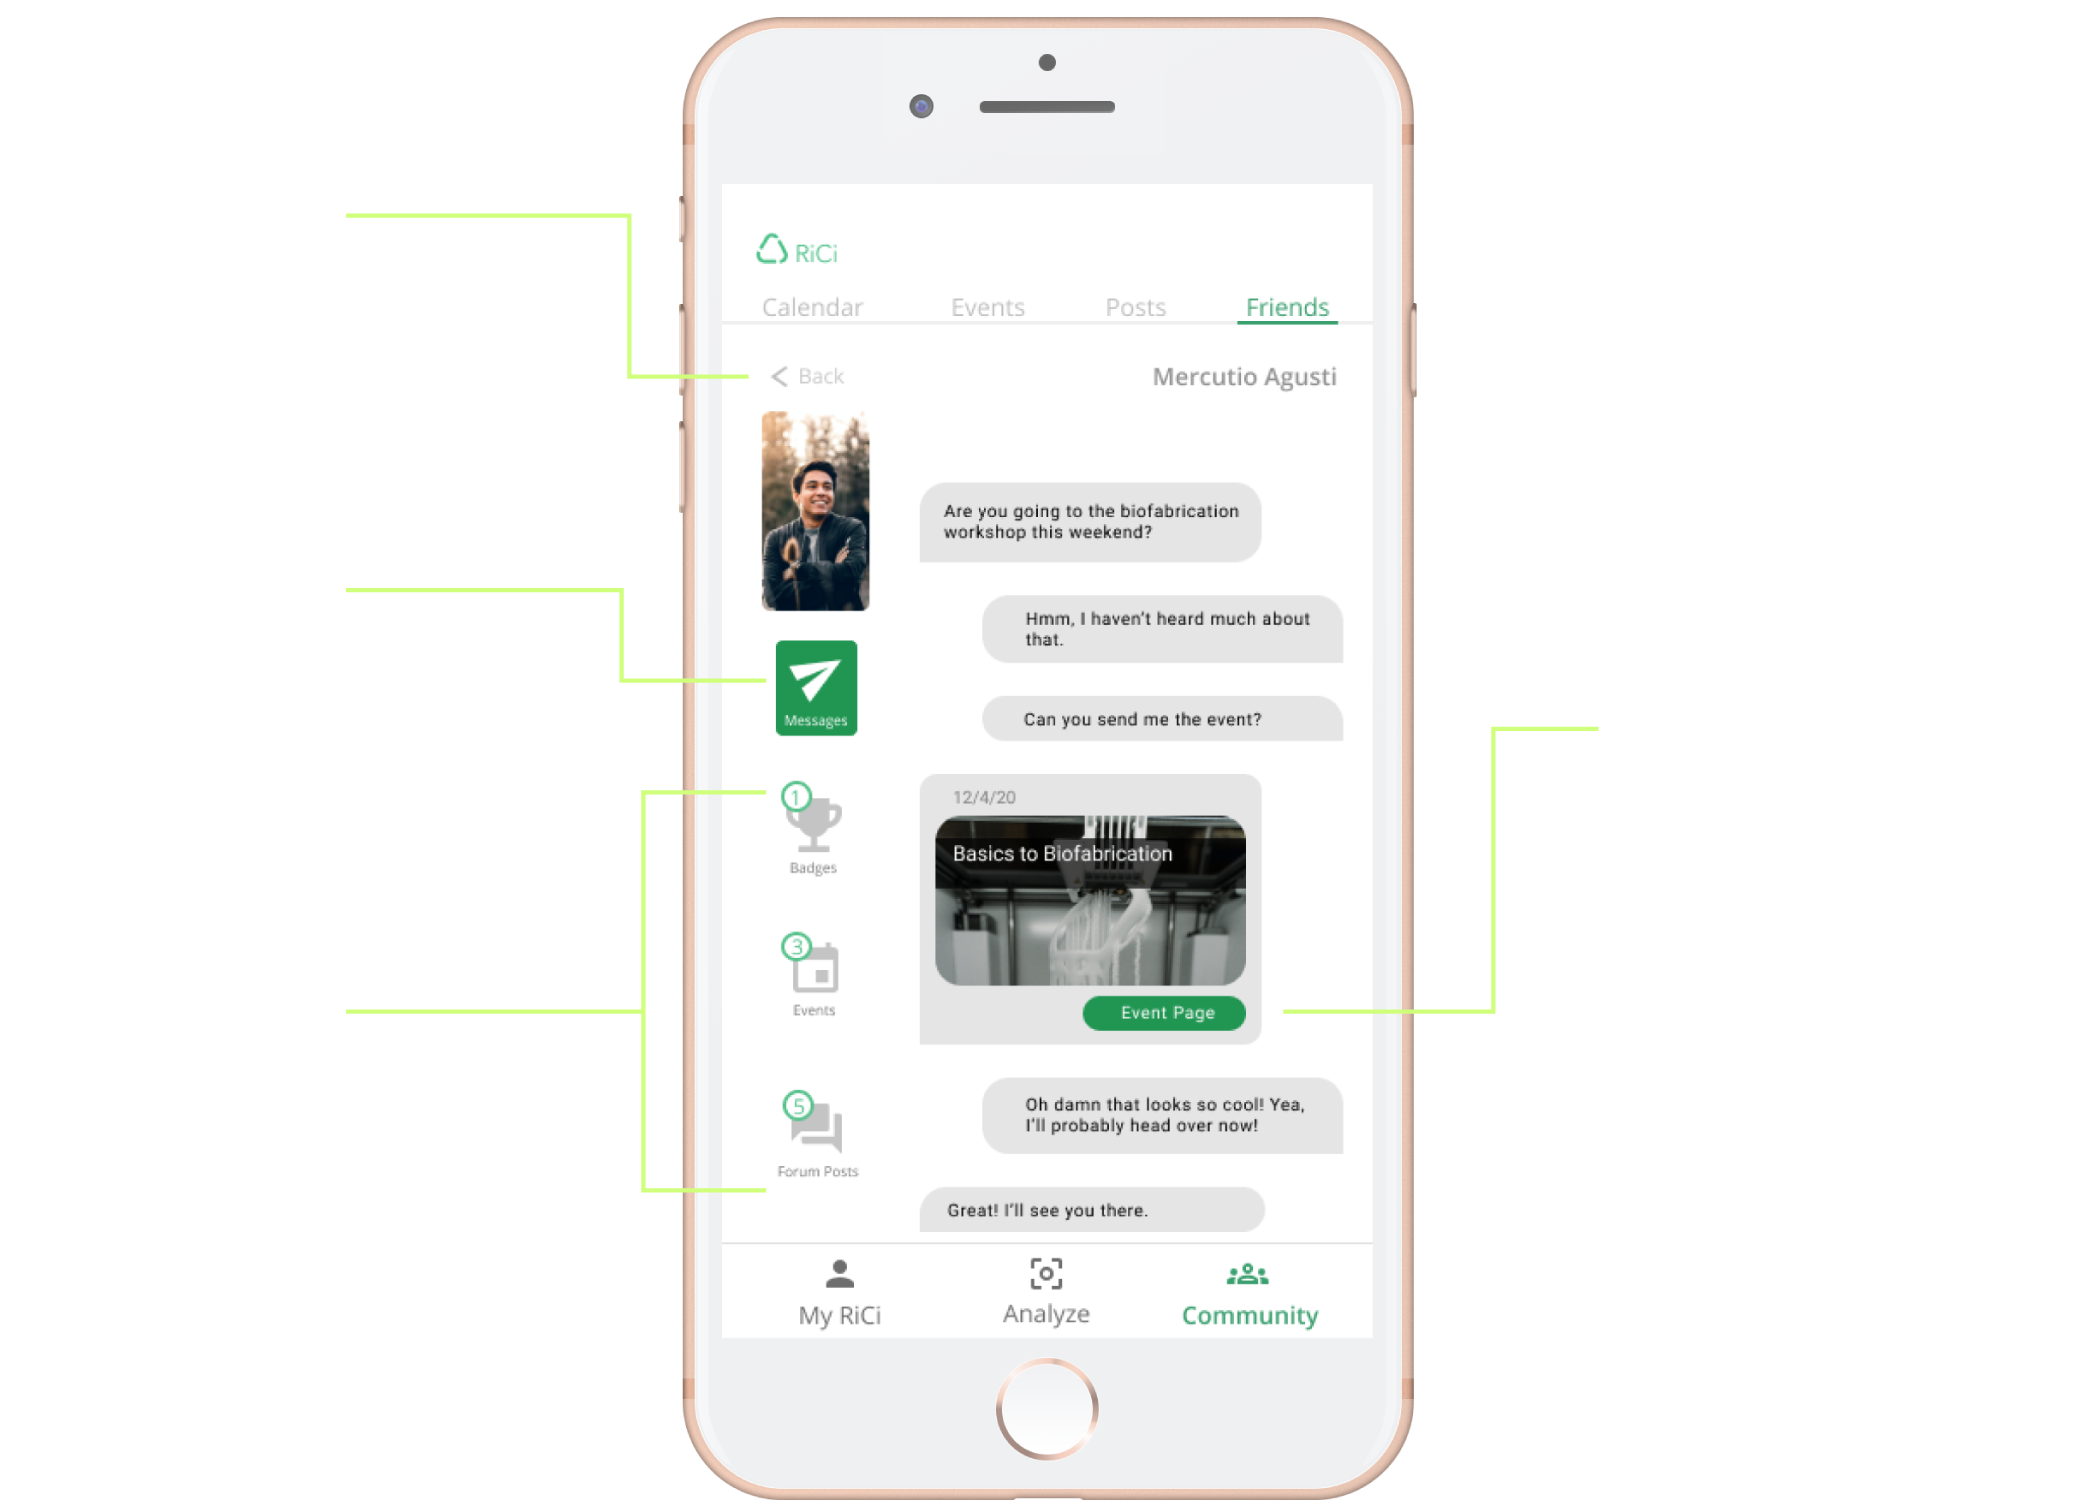 RiCi
Calendar Events Posts Friends
Back Mercutio Agusti
Are you going to the biofabrication
workshop this weekend?
Hmm, I haven't heard much about
that.
Messages
Can you send me the event?
1
Badges
12/4/20
Basics to Biofabrication
3
Events
Event Page
5
Forum Posts
Oh damn that looks so cool! Yea,
I'll probably head over now!
Great! I'll see you there.
My RiCi Analyze Community